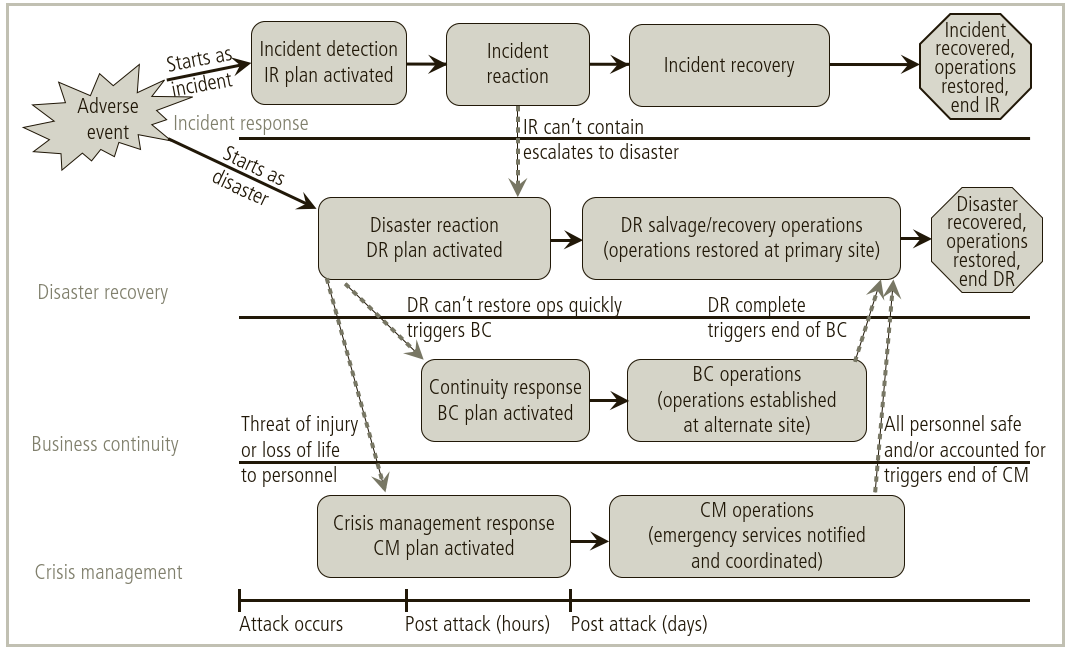 Adverse
event
Starts as
incident
Incident detection
IR plan activated
Incident
reaction
Incident recovery
Incident
recovered,
operations
restored,
end IR
Incident response
IR can't contain
escalates to disaster
Starts as
disaster
Disaster reaction
DR plan activated
DR salvage/recovery operations
(operations restored at primary site)
Disaster
recovered,
operations
restored,
end DR
Disaster recovery
DR can't restore ops quickly
triggers BC
DR complete
triggers end of BC
Continuity response
BC plan activated
BC operations
(operations established
at alternate site)
Business continuity
Threat of injury
or loss of life
to personnel
All personnel safe
and/or accounted for
triggers end of CM
Crisis management response
CM plan activated
CM operations
(emergency services notified
and coordinated)
Crisis management
Attack occurs
Post attack (hours)
Post attack (days)